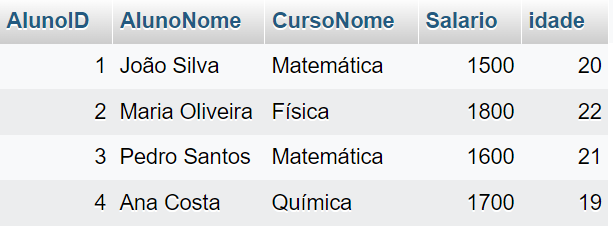 AlunoID AlunoNome CursoNome Salario idade
1 João Silva Matemática 1500 20
2 Maria Oliveira Física 1800 22
3 Pedro Santos Matemática 1600 21
4 Ana Costa Química 1700 19